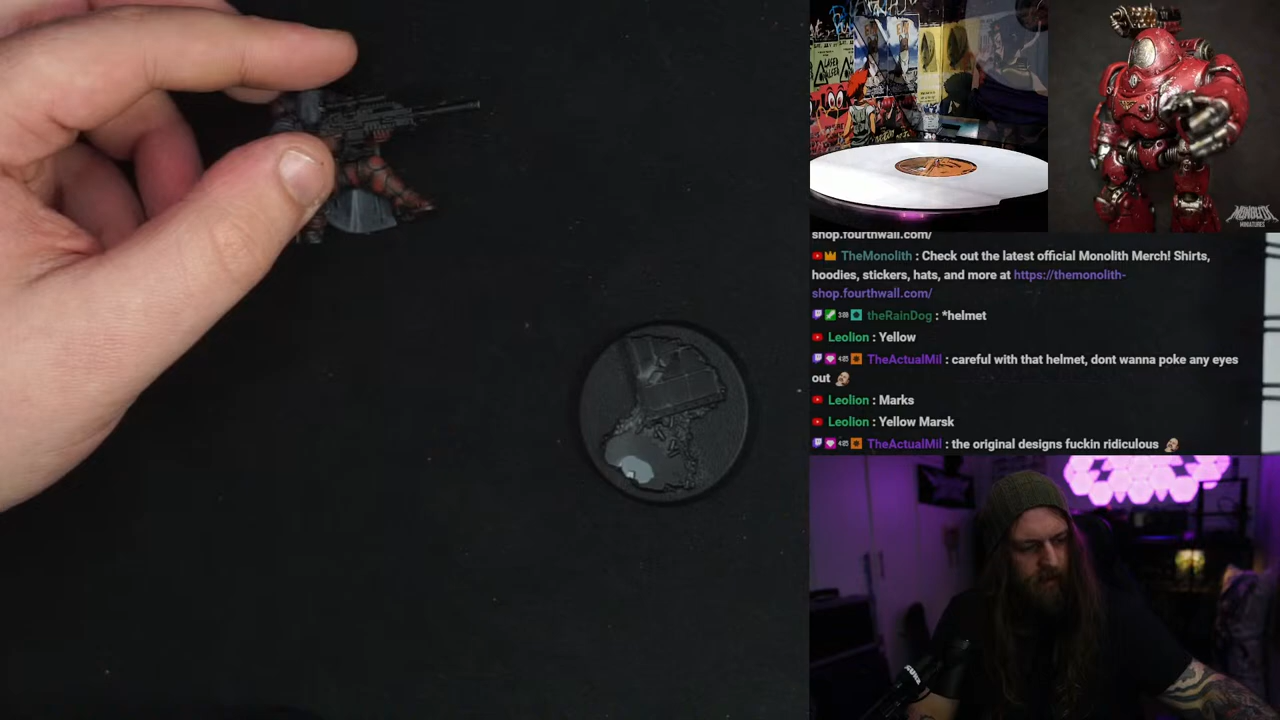 MONOLITH
MINIATURES
shop.fourthwall.com/
TheMonolith : Check out the latest official Monolith Merch! Shirts,
hoodies, stickers, hats, and more at https://themonolith-
shop.fourthwall.com/
theRainDog : *helmet
Leolion : Yellow
TheActualMil : careful with that helmet, dont wanna poke any eyes
out
Leolion : Marks
Leolion : Yellow Marsk
TheActualMil : the original designs fuckin ridiculous